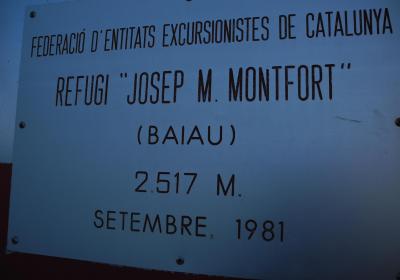 FEDERACIÓ D'ENTITATS EXCURSIONISTES DE CATALUNYA
REFUGI "JOSEP M. MONTFORT"
(BAIAU)
2.517 M.
SETEMBRE, 1981